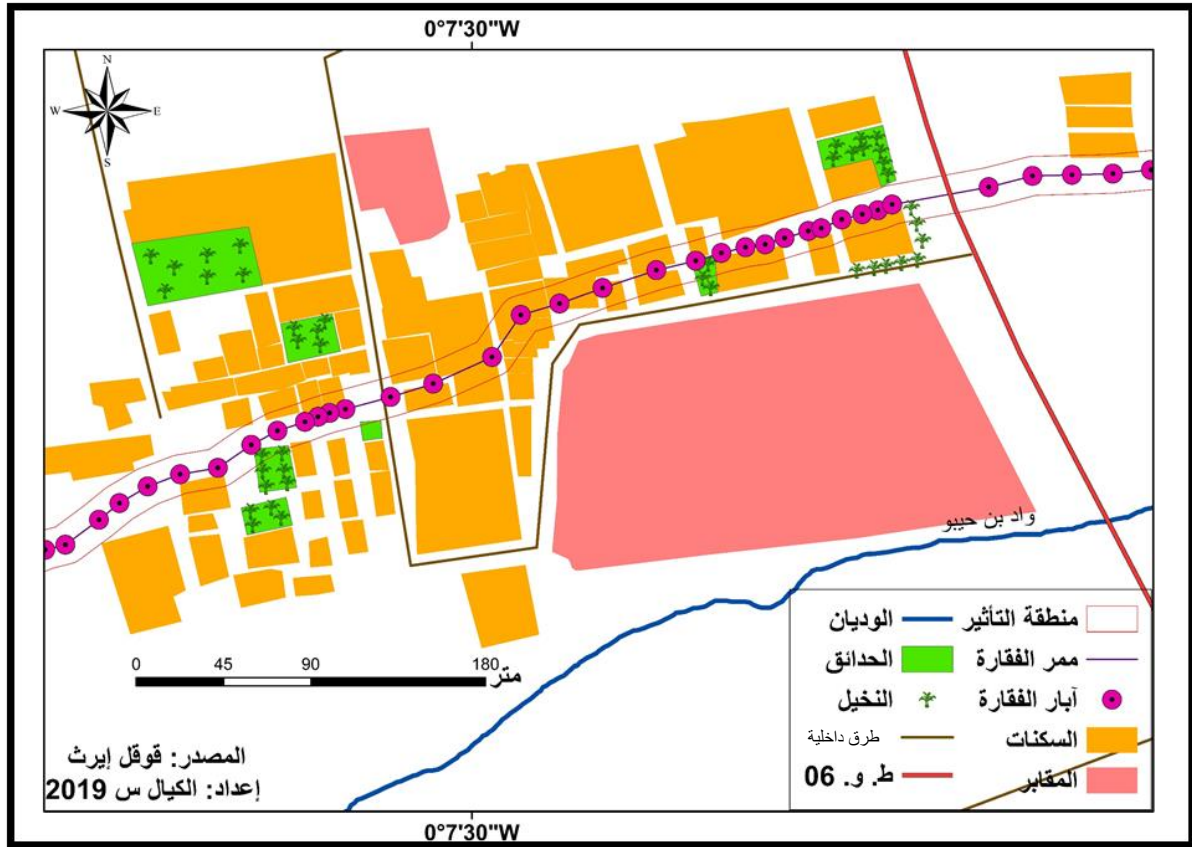 0°7'30"W
N
W E
S
واد بن حيبو
0 45 90 180
متر
منطقة التأثير
الوديان
ممر الفقارة
الحدائق
آبار الفقارة
النخيل
السكنات
طرق داخلية
المقابر
ط. و. 06
المصدر: قوقل إيرث
إعداد: الكيال س 2019
0°7'30"W